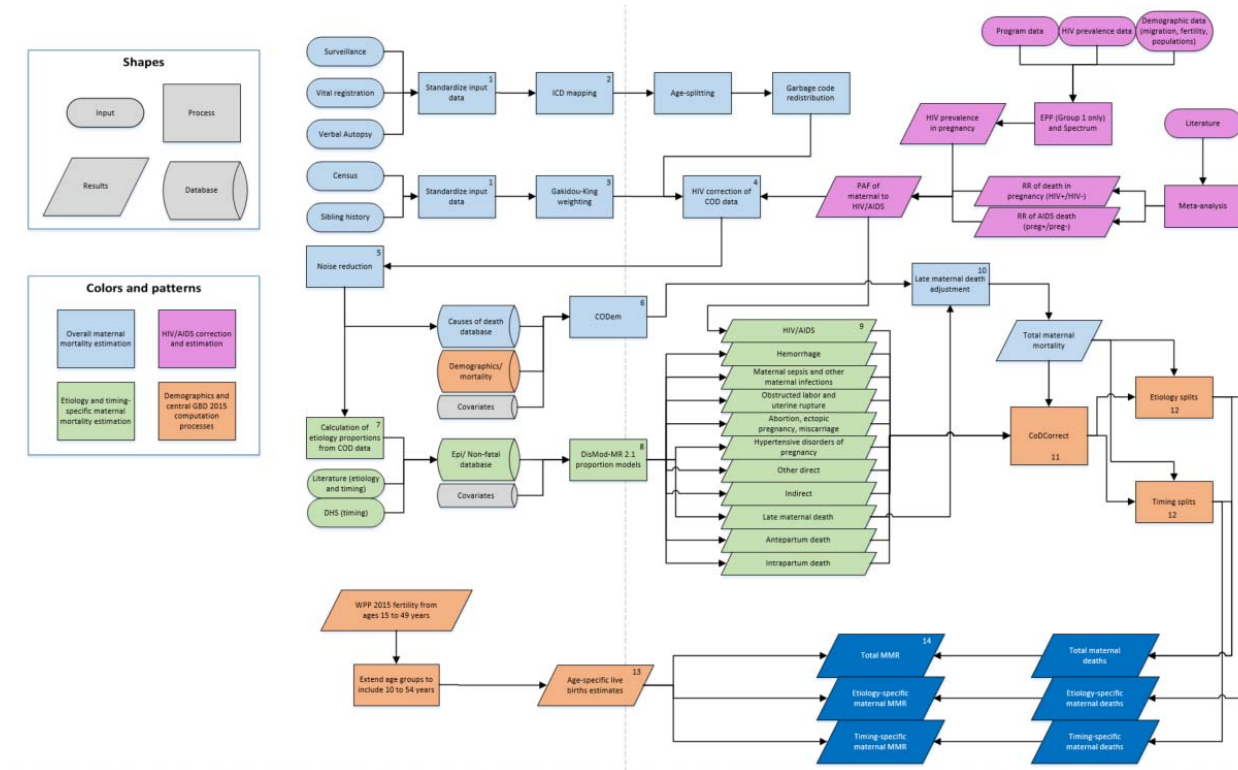 Shapes
Input
Process
Results
Database
Colors and patterns
Overall maternal
mortality estimation
HIV/AIDS correction
and estimation
Etiology and timing-
specific maternal
mortality estimation
Demographics and
central GBD 2015
computation
processes
Surveillance
Vital registration
Verbal Autopsy
Standardize input
data
1
ICD mapping
2
Age-splitting
Garbage code
redistribution
Census
Sibling history
Standardize input
data
1
Gakidou-King
weighting
3
HIV correction of
COD data
4
PAF of
maternal to
HIV/AIDS
Program data
HIV prevalence data
Demographic data
(migration, fertility,
populations)
HIV prevalence
in pregnancy
EPP (Group 1 only)
and Spectrum
Literature
RR of death in
pregnancy (HIV+/HIV-)
RR of AIDS death
(preg+/preg-)
Meta-analysis
Noise reduction
5
Causes of death
database
Demographics/
mortality
Covariates
CODem
6
Late maternal death
adjustment
10
Total maternal
mortality
Calculation of
etiology proportions
from COD data
7
Literature (etiology
and timing)
DHS (timing)
Epi/ Non-fatal
database
Covariates
DisMod-MR 2.1
proportion models
8
HIV/AIDS
9
Hemorrhage
Maternal sepsis and other
maternal infections
Obstructed labor and
uterine rupture
Abortion, ectopic
pregnancy, miscarriage
Hypertensive disorders of
pregnancy
Other direct
Indirect
Late maternal death
Antepartum death
Intrapartum death
CoDCorrect
11
Etiology splits
12
Timing splits
12
WPP 2015 fertility from
ages 15 to 49 years
Extend age groups to
include 10 to 54 years
Age-specific live
births estimates
13
Total MMR
14
Total maternal
deaths
Etiology-specific
maternal MMR
Etiology-specific
maternal deaths
Timing-specific
maternal MMR
Timing-specific
maternal deaths